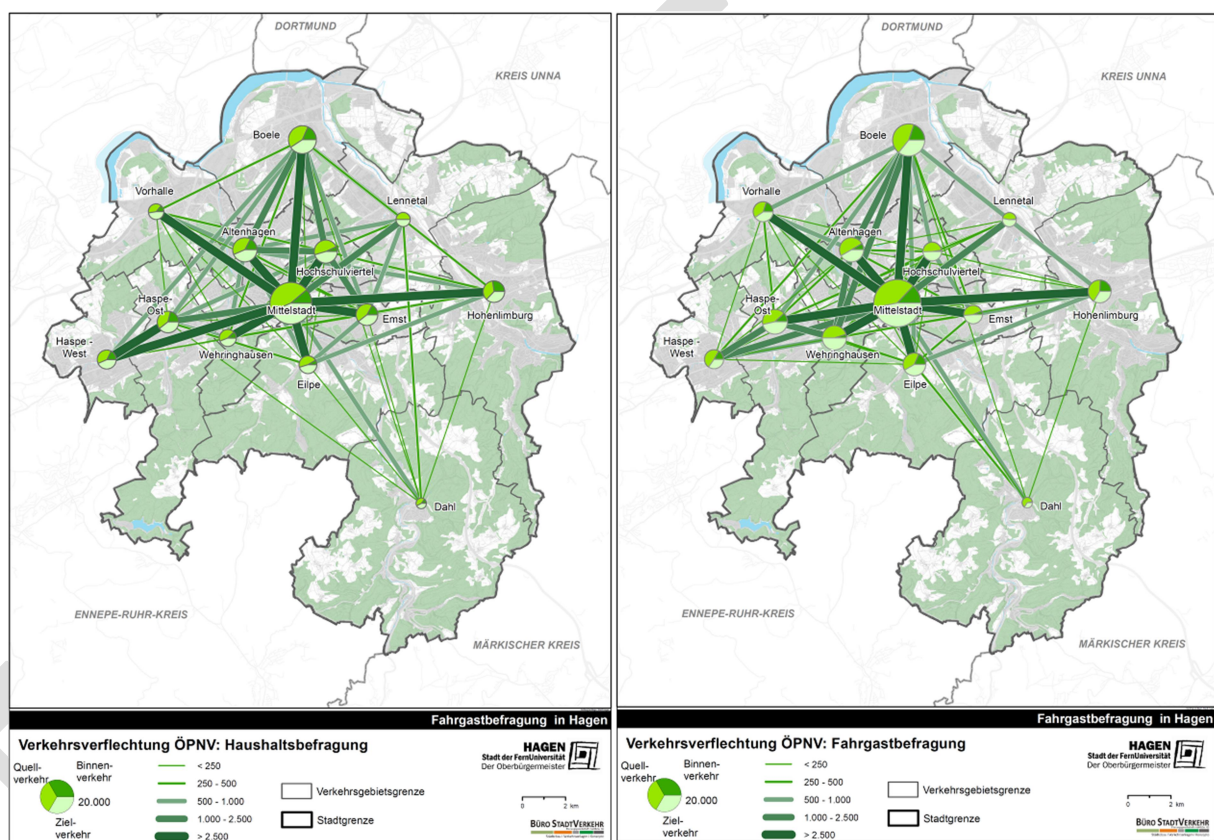 DORTMUND
KREIS UNNA
Boele
Vorhalle
Lennetal
Altenhagen
Hochschulviertel
Haspe-
Ost
Mittelstadt
Hohenlimburg
Emst
Haspe-
West
Wehringhausen
Eilpe
Dahl
ENNEPE-RUHR-KREIS
MÄRKISCHER KREIS
Fahrgastbefragung in Hagen
Verkehrsverflechtung ÖPNV: Haushaltsbefragung
HAGEN
Stadt der FernUniversität
Der Oberbürgermeister
Quell-
verkehr
Binnen-
verkehr
20.000
Ziel-
verkehr
< 250
250 - 500
500 - 1.000
1.000 - 2.500
> 2.500
Verkehrsgebietsgrenze
Stadtgrenze
0 2 km
BÜRO STADTVERKEHR
DORTMUND
KREIS UNNA
Boele
Vorhalle
Lennetal
Altenhagen
Hochschulviertel
Haspe-
Ost
Mittelstadt
Hohenlimburg
Emst
Haspe-
West
Wehringhausen
Eilpe
Dahl
ENNEPE-RUHR-KREIS
MÄRKISCHER KREIS
Fahrgastbefragung in Hagen
Verkehrsverflechtung ÖPNV: Fahrgastbefragung
HAGEN
Stadt der FernUniversität
Der Oberbürgermeister
Quell-
verkehr
Binnen-
verkehr
20.000
Ziel-
verkehr
< 250
250 - 500
500 - 1.000
1.000 - 2.500
> 2.500
Verkehrsgebietsgrenze
Stadtgrenze
0 2 km
BÜRO STADTVERKEHR